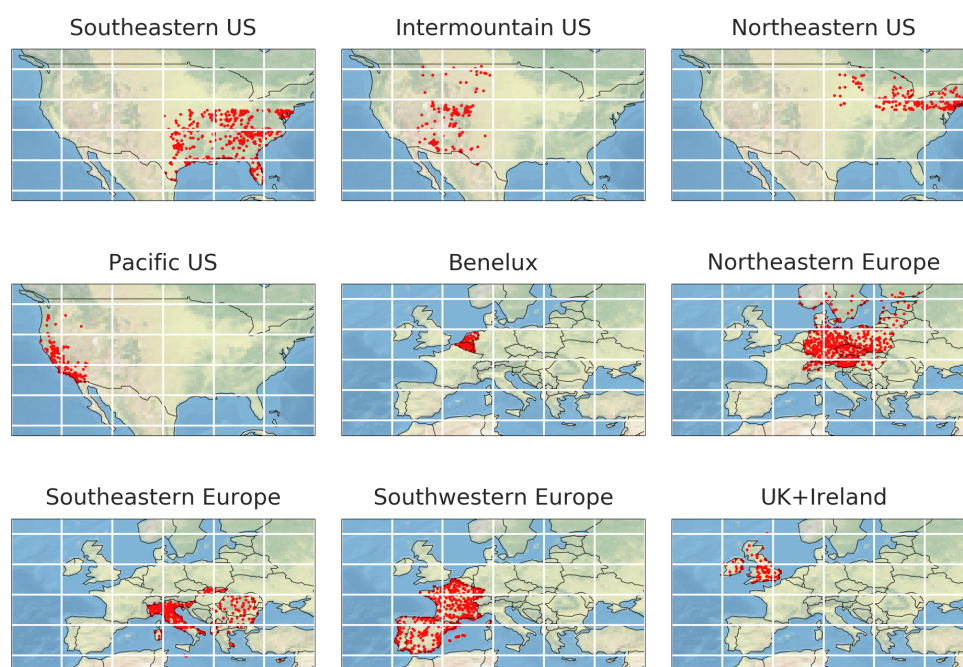 Southeastern US
Intermountain US
Northeastern US
Pacific US
Benelux
Northeastern Europe
Southeastern Europe
Southwestern Europe
UK+Ireland